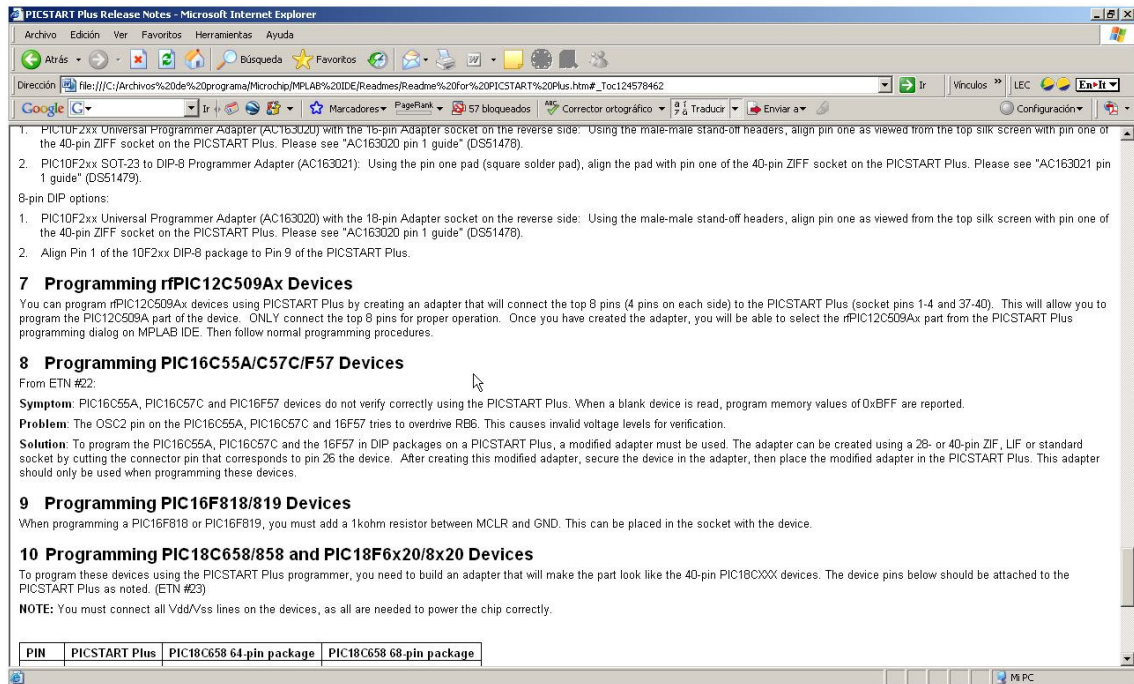 PICSTART Plus Release Notes - Microsoft Internet Explorer
Archivo Edición Ver Favoritos Herramientas Ayuda
Atrás Búsqueda Favoritos
Dirección file:///C:/Archivos%20de%20programa/Microchip/MPLAB%20IDE/Readmes/Readme%20for%20PICSTART%20Plus.htm#_Toc124578462 Ir Vínculos » LEC En▸It
Google G Ir Marcadores PageRank 57 bloqueados Corrector ortográfico Traducir Enviar a Configuración
1. PIC10F2xx Universal Programmer Adapter (AC163020) with the 16-pin Adapter socket on the reverse side: Using the male-male stand-off headers, align pin one as viewed from the top silk screen with pin one of
the 40-pin ZIFF socket on the PICSTART Plus. Please see "AC163020 pin 1 guide" (DS51478).
2. PIC10F2xx SOT-23 to DIP-8 Programmer Adapter (AC163021): Using the pin one pad (square solder pad), align the pad with pin one of the 40-pin ZIFF socket on the PICSTART Plus. Please see "AC163021 pin
1 guide" (DS51479).
8-pin DIP options:
1. PIC10F2xx Universal Programmer Adapter (AC163020) with the 18-pin Adapter socket on the reverse side: Using the male-male stand-off headers, align pin one as viewed from the top silk screen with pin one of
the 40-pin ZIFF socket on the PICSTART Plus. Please see "AC163020 pin 1 guide" (DS51478).
2. Align Pin 1 of the 10F2xx DIP-8 package to Pin 9 of the PICSTART Plus.
7 Programming rfPIC12C509Ax Devices
You can program rfPIC12C509Ax devices using PICSTART Plus by creating an adapter that will connect the top 8 pins (4 pins on each side) to the PICSTART Plus (socket pins 1-4 and 37-40). This will allow you to
program the PIC12C509A part of the device. ONLY connect the top 8 pins for proper operation. Once you have created the adapter, you will be able to select the rfPIC12C509Ax part from the PICSTART Plus
programming dialog on MPLAB IDE. Then follow normal programming procedures.
8 Programming PIC16C55A/C57C/F57 Devices
From ETN #22:
Symptom: PIC16C55A, PIC16C57C and PIC16F57 devices do not verify correctly using the PICSTART Plus. When a blank device is read, program memory values of 0xBFF are reported.
Problem: The OSC2 pin on the PIC16C55A, PIC16C57C and 16F57 tries to overdrive RB6. This causes invalid voltage levels for verification.
Solution: To program the PIC16C55A, PIC16C57C and the 16F57 in DIP packages on a PICSTART Plus, a modified adapter must be used. The adapter can be created using a 28- or 40-pin ZIF, LIF or standard
socket by cutting the connector pin that corresponds to pin 26 the device. After creating this modified adapter, secure the device in the adapter, then place the modified adapter in the PICSTART Plus. This adapter
should only be used when programming these devices.
9 Programming PIC16F818/819 Devices
When programming a PIC16F818 or PIC16F819, you must add a 1kohm resistor between MCLR and GND. This can be placed in the socket with the device.
10 Programming PIC18C658/858 and PIC18F6x20/8x20 Devices
To program these devices using the PICSTART Plus programmer, you need to build an adapter that will make the part look like the 40-pin PIC18CXXX devices. The device pins below should be attached to the
PICSTART Plus as noted. (ETN #23)
NOTE: You must connect all Vdd/Vss lines on the devices, as all are needed to power the chip correctly.
PIN PICSTART Plus PIC18C658 64-pin package PIC18C658 68-pin package
Mi PC